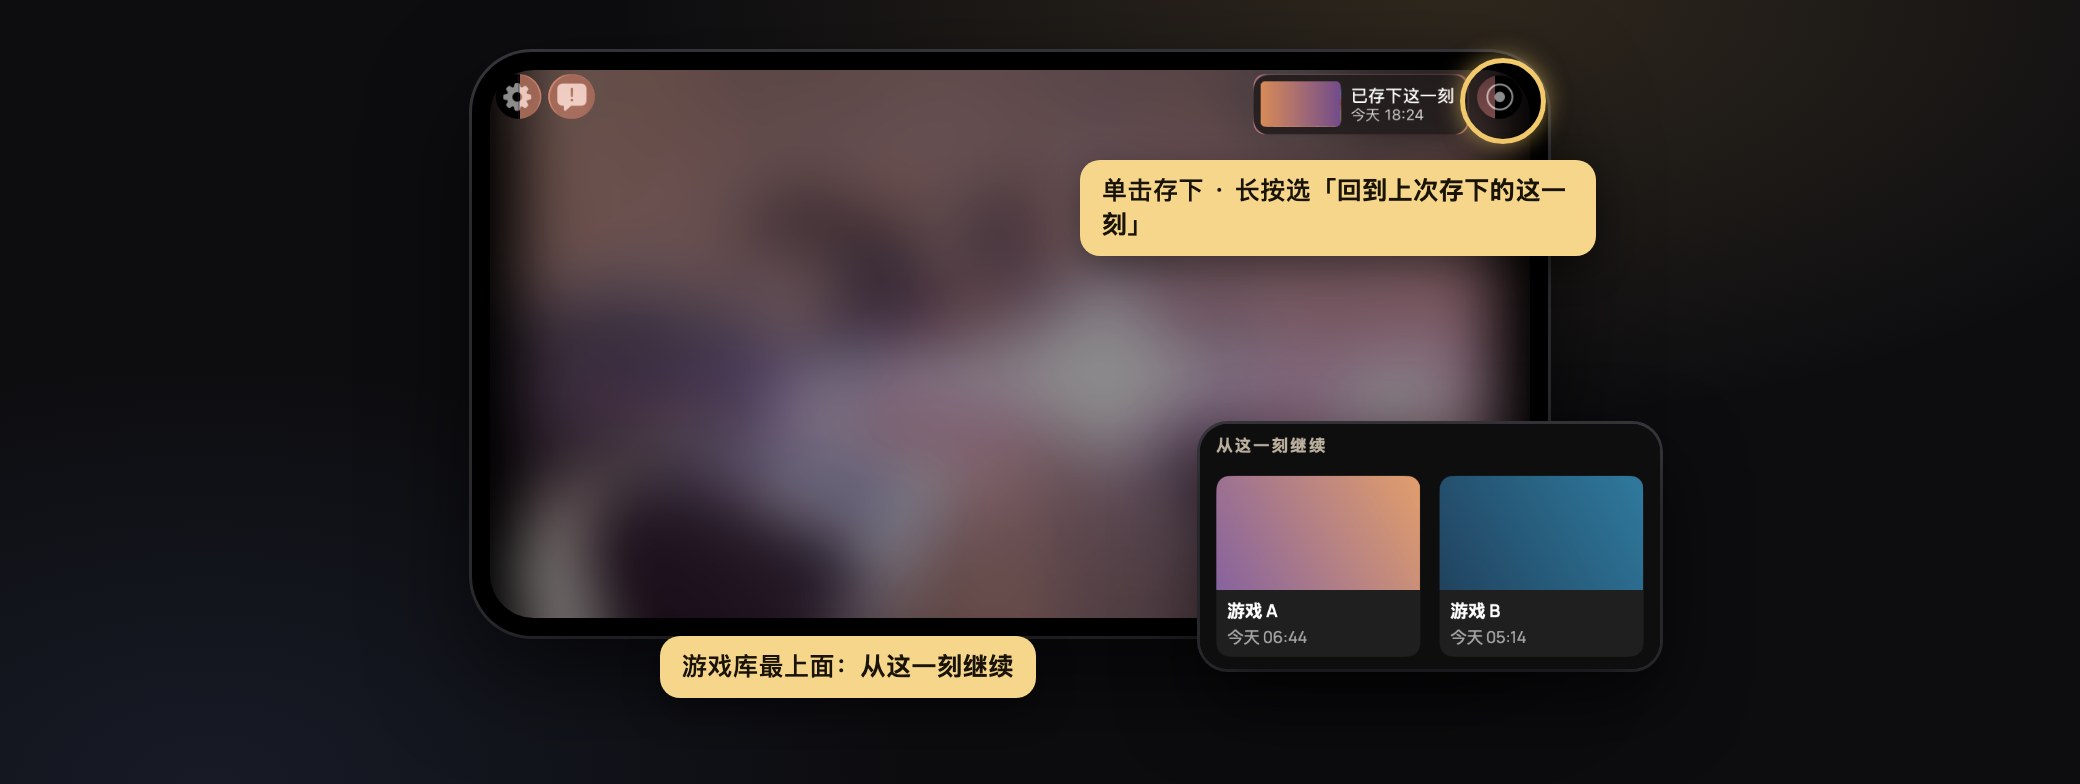 已存下这一刻
今天 18:24
单击存下 · 长按选「回到上次存下的这一
刻」
从这一刻继续
游戏 A
今天 06:44
游戏 B
今天 05:14
游戏库最上面：从这一刻继续